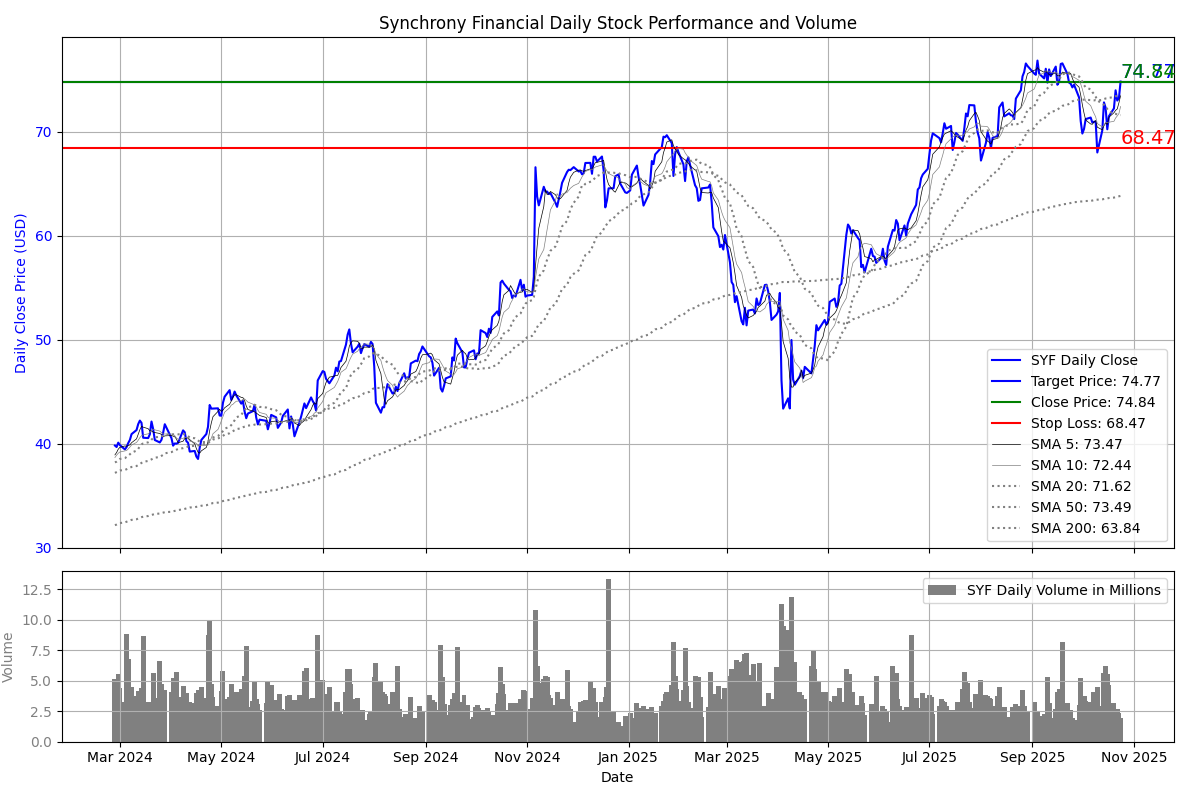 Synchrony Financial Daily Stock Performance and Volume
Daily Close Price (USD)
70
60
50
40
30
74.77
74.84
68.47
SYF Daily Close
Target Price: 74.77
Close Price: 74.84
Stop Loss: 68.47
SMA 5: 73.47
SMA 10: 72.44
SMA 20: 71.62
SMA 50: 73.49
SMA 200: 63.84
Volume
12.5
10.0
7.5
5.0
2.5
0.0
SYF Daily Volume in Millions
Mar 2024 May 2024 Jul 2024 Sep 2024 Nov 2024 Jan 2025 Mar 2025 May 2025 Jul 2025 Sep 2025 Nov 2025
Date